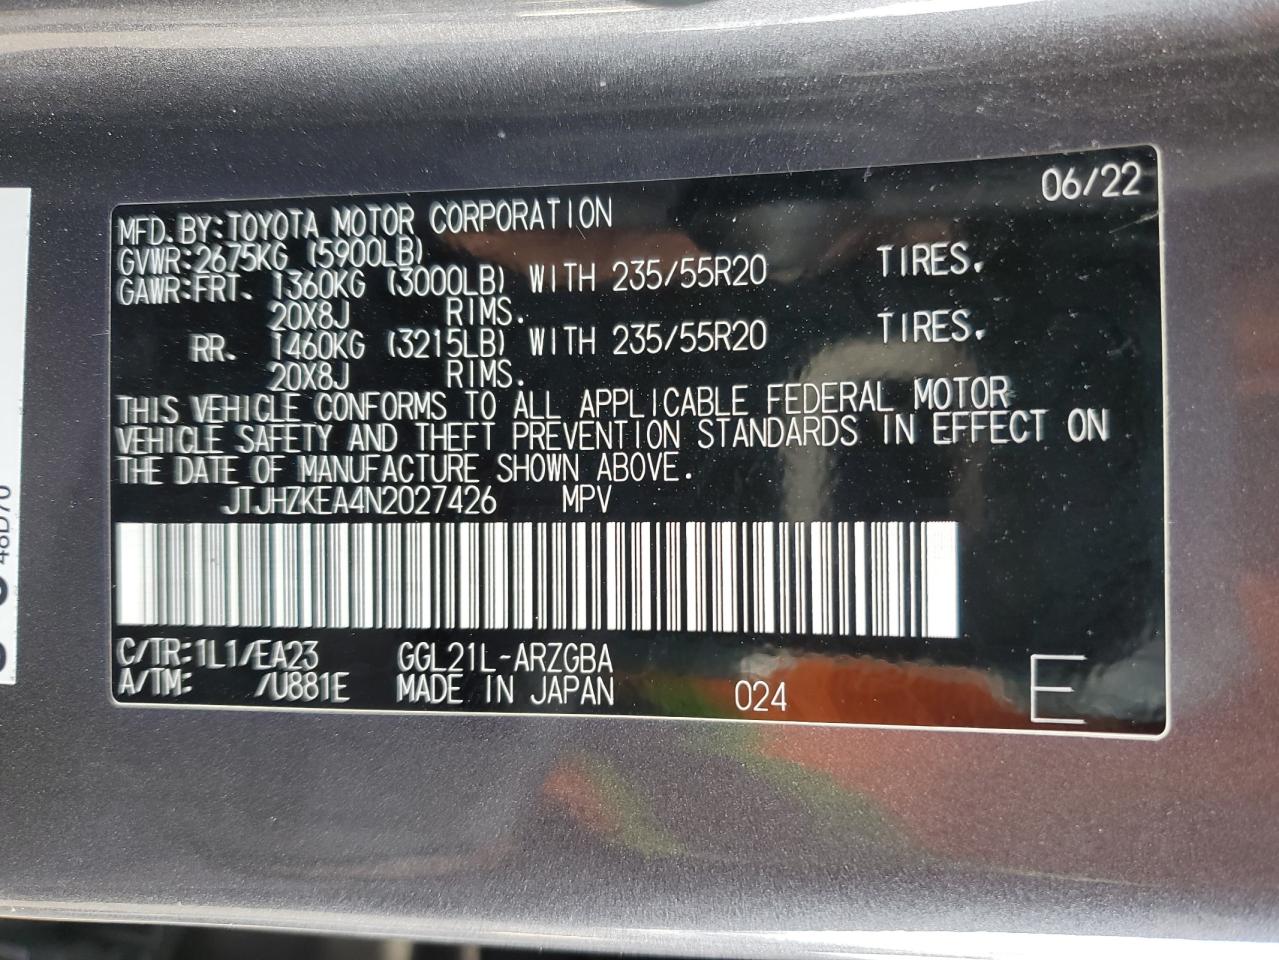 06/22
MFD. BY: TOYOTA MOTOR CORPORATION
GVWR: 2675KG (5900LB)
GAWR: FRT. 1360KG (3000LB) WITH 235/55R20 TIRES.
20X8J RIMS.
RR. 1460KG (3215LB) WITH 235/55R20 TIRES.
20X8J RIMS.
THIS VEHICLE CONFORMS TO ALL APPLICABLE FEDERAL MOTOR
VEHICLE SAFETY AND THEFT PREVENTION STANDARDS IN EFFECT ON
THE DATE OF MANUFACTURE SHOWN ABOVE.
JTJHZKEA4N2027426 MPV
C/TR: 1L1/EA23 GGL21L-ARZGBA
A/TM: /U881E MADE IN JAPAN 024 E
48D70